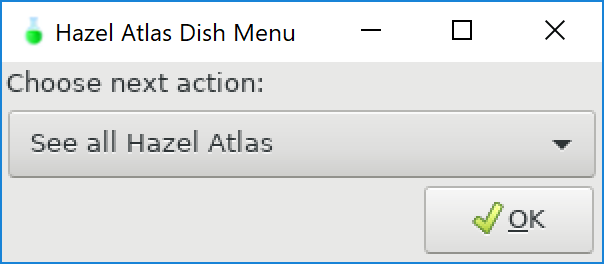 Hazel Atlas Dish Menu
Choose next action:
See all Hazel Atlas
OK